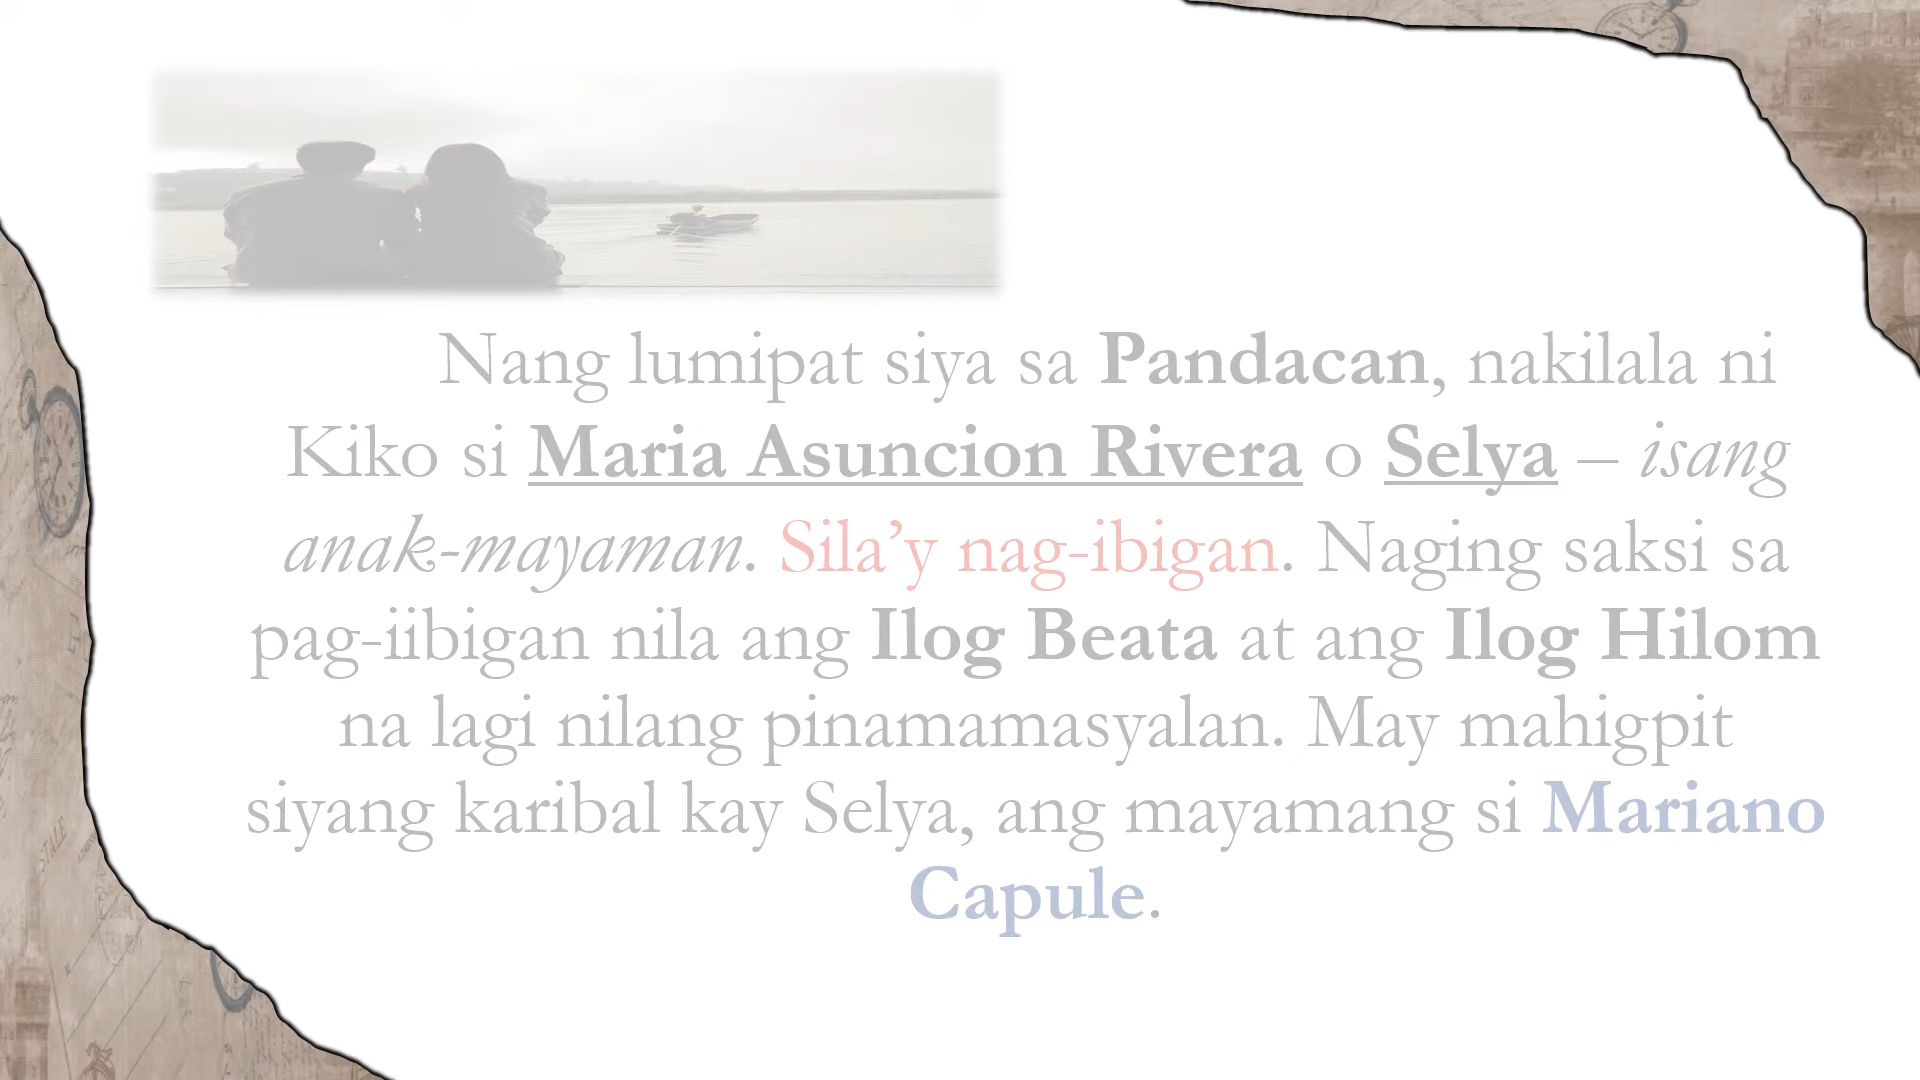 Nang lumipat siya sa Pandacan, nakilala ni
Kiko si Maria Asuncion Rivera o Selya – isang
anak-mayaman. Sila’y nag-ibigan. Naging saksi sa
pag-iibigan nila ang Ilog Beata at ang Ilog Hilom
na lagi nilang pinamamasyalan. May mahigpit
siyang karibal kay Selya, ang mayamang si Mariano
Capule.